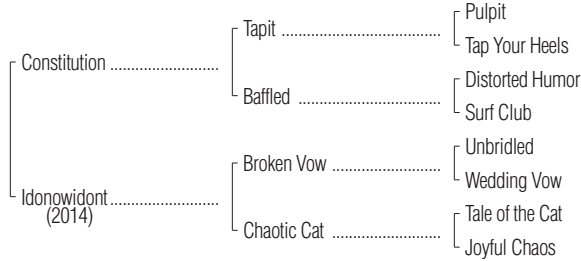 Pulpit
Tapit ................................
Tap Your Heels
Constitution ......................
Distorted Humor
Baffled .............................
Surf Club
Unbridled
Broken Vow ......................
Wedding Vow
Idonowidont......................
(2014)
Tale of the Cat
Chaotic Cat ......................
Joyful Chaos